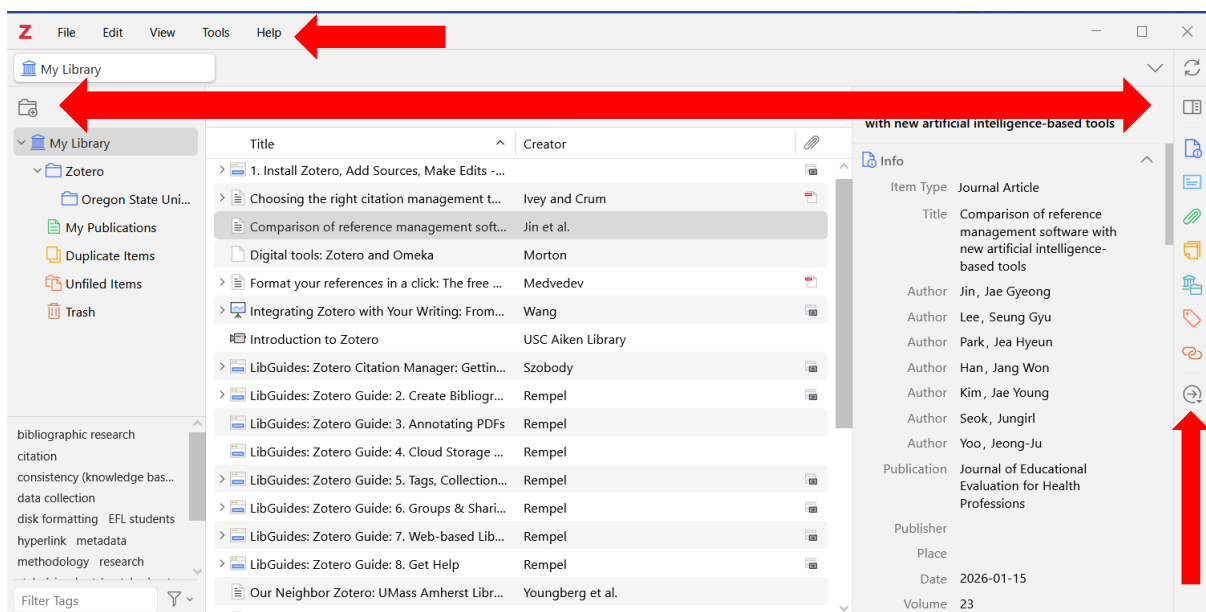 Z File Edit View Tools Help
My Library
with new artificial intelligence-based tools
My Library
Zotero
Oregon State Uni...
My Publications
Duplicate Items
Unfiled Items
Trash
bibliographic research
citation
consistency (knowledge bas...
data collection
disk formatting EFL students
hyperlink metadata
methodology research
Filter Tags
Title Creator
1. Install Zotero, Add Sources, Make Edits -...
Choosing the right citation management t... Ivey and Crum
Comparison of reference management soft... Jin et al.
Digital tools: Zotero and Omeka Morton
Format your references in a click: The free ... Medvedev
Integrating Zotero with Your Writing: From... Wang
Introduction to Zotero USC Aiken Library
LibGuides: Zotero Citation Manager: Gettin... Szobody
LibGuides: Zotero Guide: 2. Create Bibliogr... Rempel
LibGuides: Zotero Guide: 3. Annotating PDFs Rempel
LibGuides: Zotero Guide: 4. Cloud Storage ... Rempel
LibGuides: Zotero Guide: 5. Tags, Collection... Rempel
LibGuides: Zotero Guide: 6. Groups & Shari... Rempel
LibGuides: Zotero Guide: 7. Web-based Lib... Rempel
LibGuides: Zotero Guide: 8. Get Help Rempel
Our Neighbor Zotero: UMass Amherst Libr... Youngberg et al.
Info
Item Type Journal Article
Title Comparison of reference
management software with
new artificial intelligence-
based tools
Author Jin, Jae Gyeong
Author Lee, Seung Gyu
Author Park, Jea Hyeun
Author Han, Jang Won
Author Kim, Jae Young
Author Seok, Jungirl
Author Yoo, Jeong-Ju
Publication Journal of Educational
Evaluation for Health
Professions
Publisher
Place
Date 2026-01-15
Volume 23